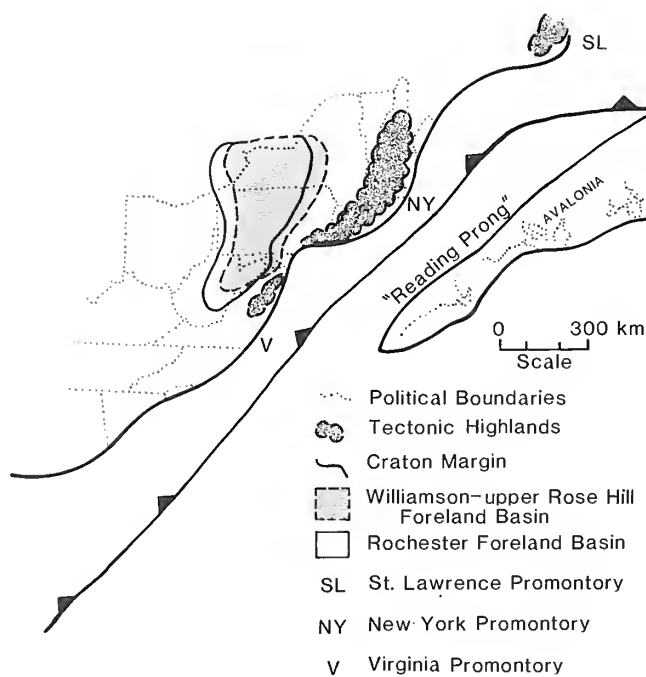 SL
NY
"Reading Prong"
AVALONIA
V
0 300 km
Scale
Political Boundaries
Tectonic Highlands
Craton Margin
Williamson-upper Rose Hill
Foreland Basin
Rochester Foreland Basin
SL St. Lawrence Promontory
NY New York Promontory
V Virginia Promontory